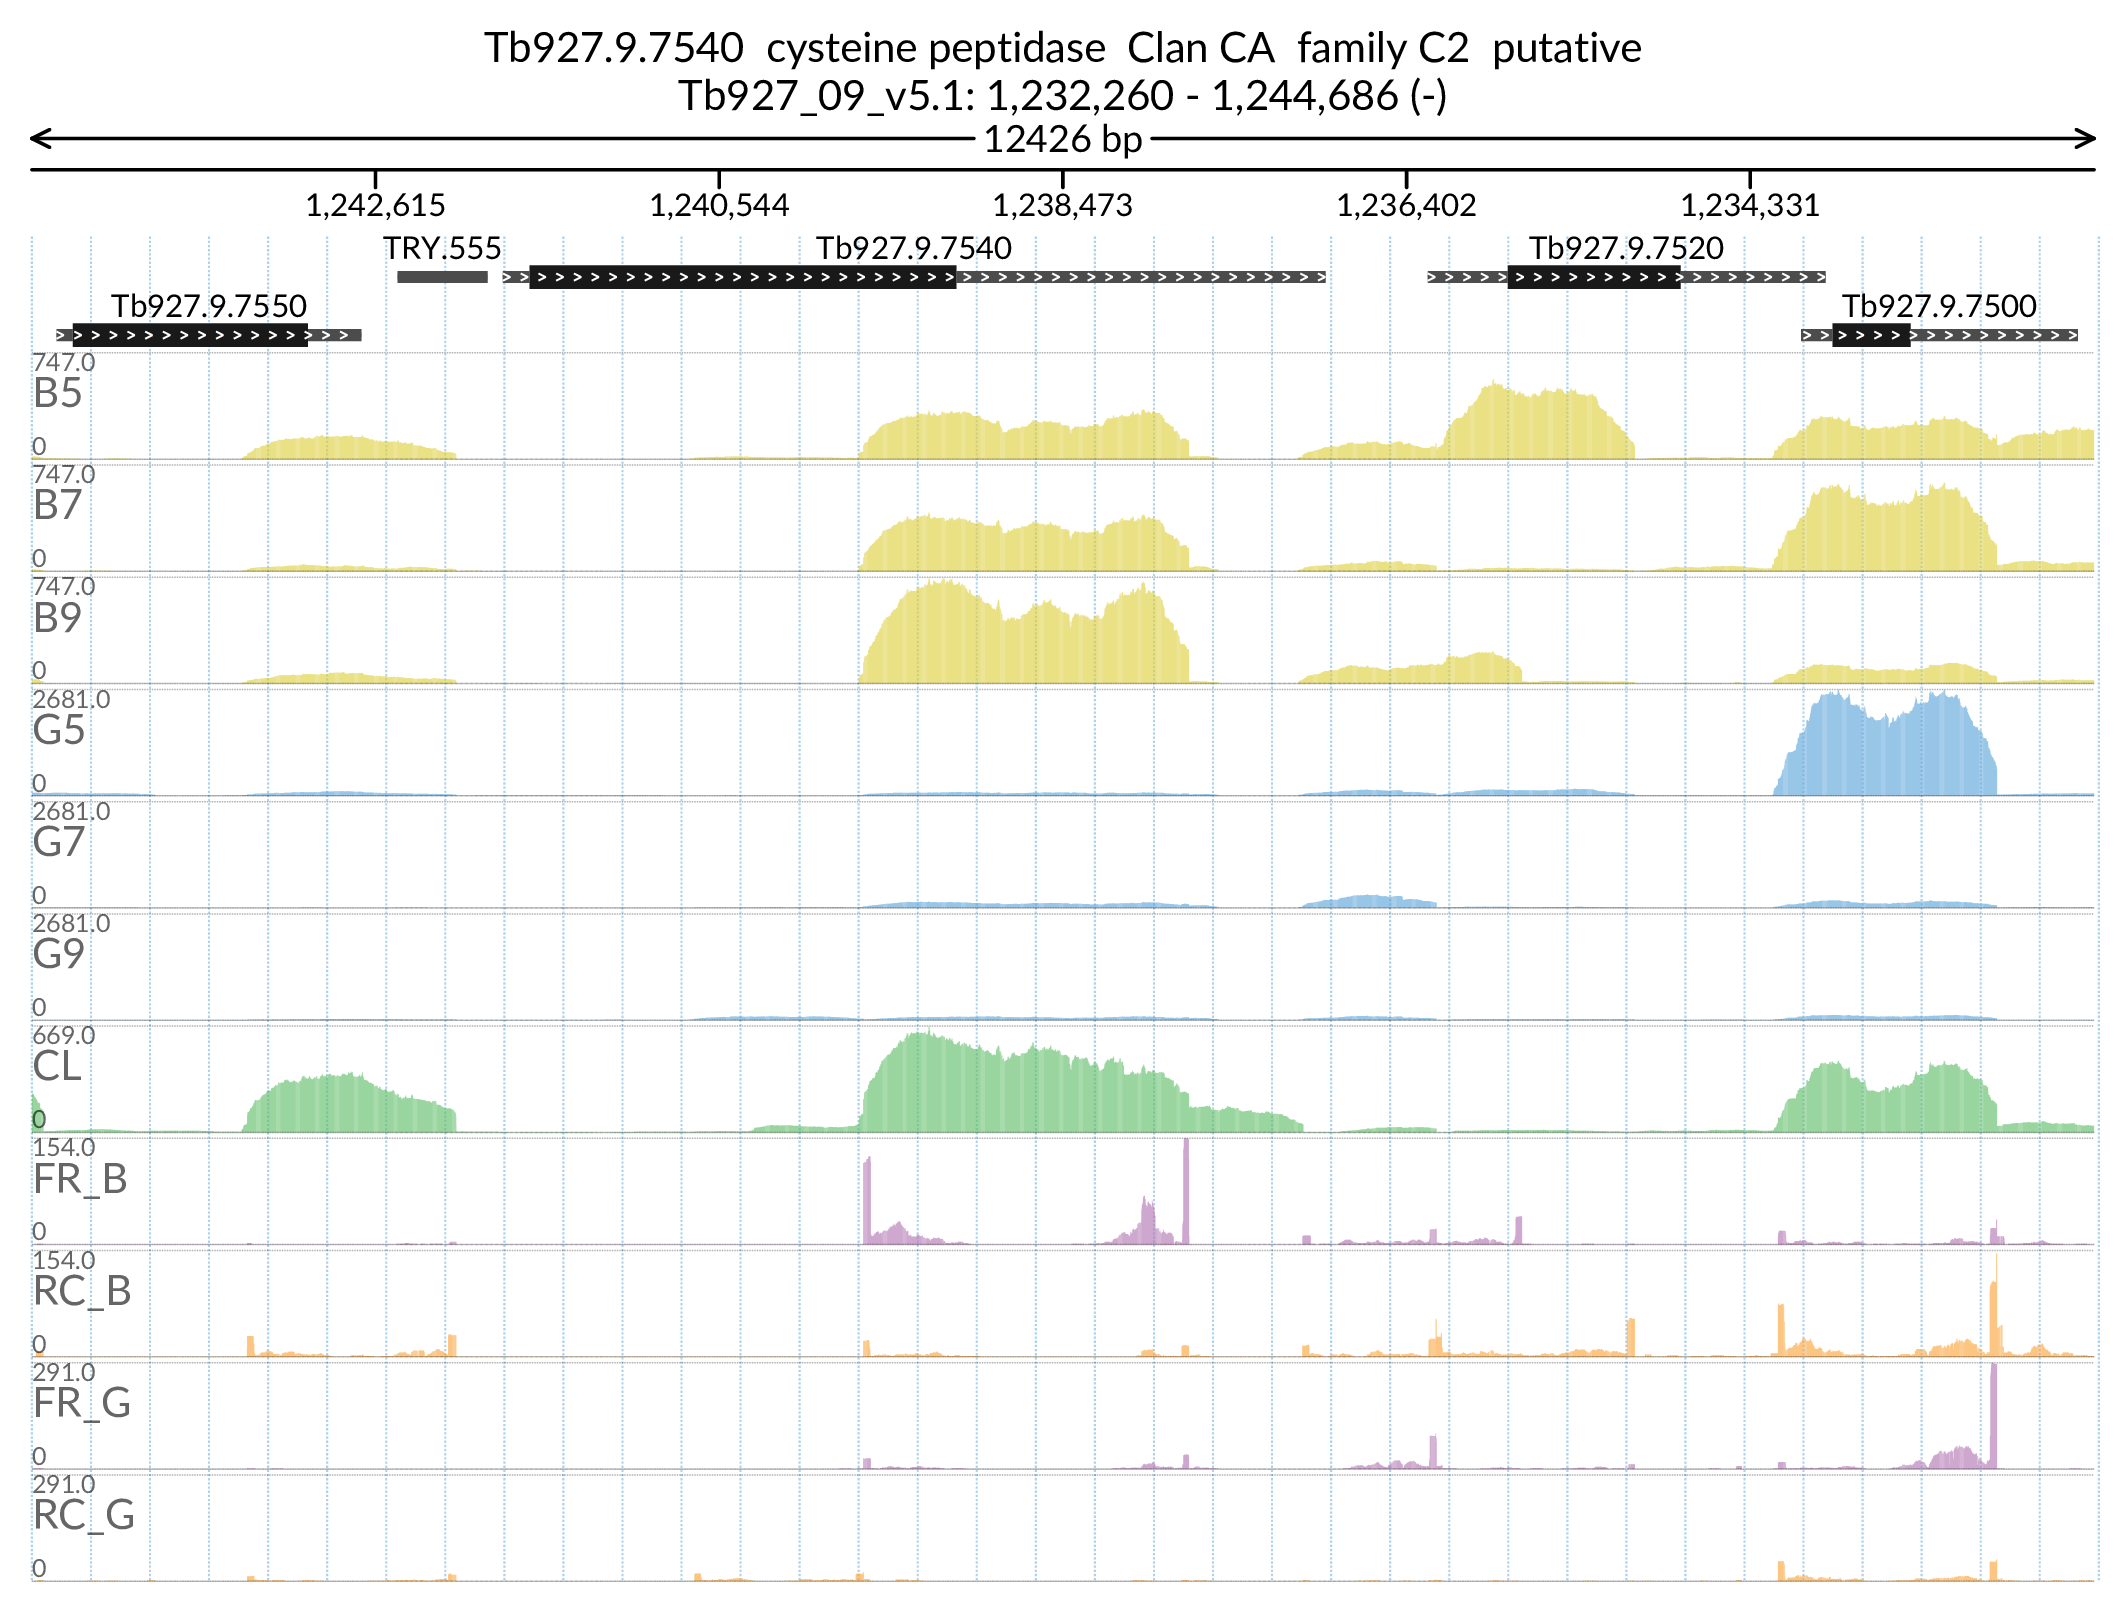 Tb927.9.7540  cysteine peptidase  Clan CA  family C2  putative
Tb927_09_v5.1: 1,232,260 - 1,244,686 (-)
12426 bp
1,242,615 1,240,544 1,238,473 1,236,402 1,234,331
TRY.555 Tb927.9.7540 Tb927.9.7520
Tb927.9.7550 Tb927.9.7500
747.0
B5
0
747.0
B7
0
747.0
B9
0
2681.0
G5
0
2681.0
G7
0
2681.0
G9
0
669.0
CL
0
154.0
FR_B
0
154.0
RC_B
0
291.0
FR_G
0
291.0
RC_G
0